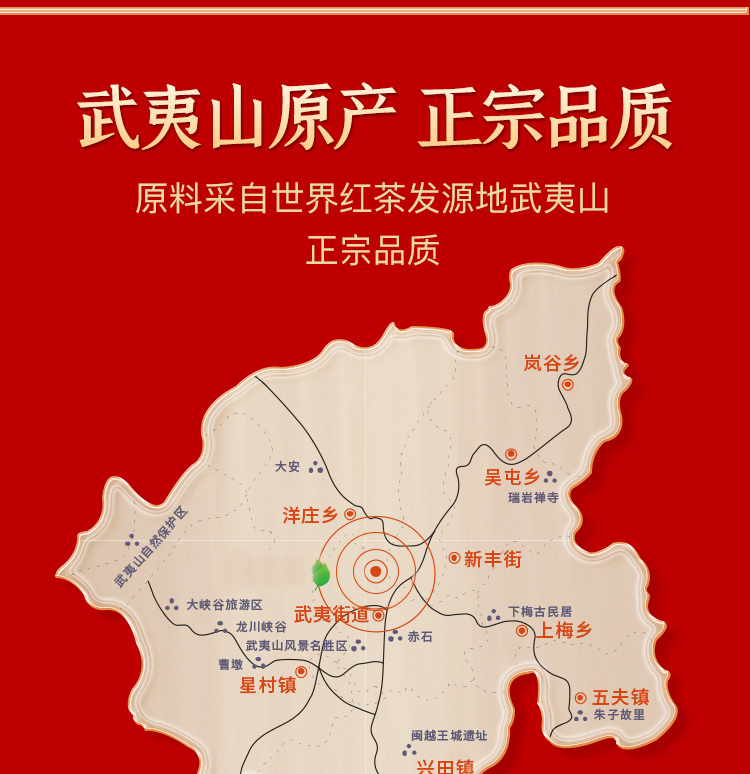 武夷山原产 正宗品质
原料采自世界红茶发源地武夷山
正宗品质
岚谷乡
大安
吴屯乡
瑞岩禅寺
洋庄乡
武夷山自然保护区
新丰街
大峡谷旅游区
武夷街道
下梅古民居
龙川峡谷
上梅乡
赤石
武夷山风景名胜区
曹墩
星村镇
五夫镇
朱子故里
闽越王城遗址
兴田镇